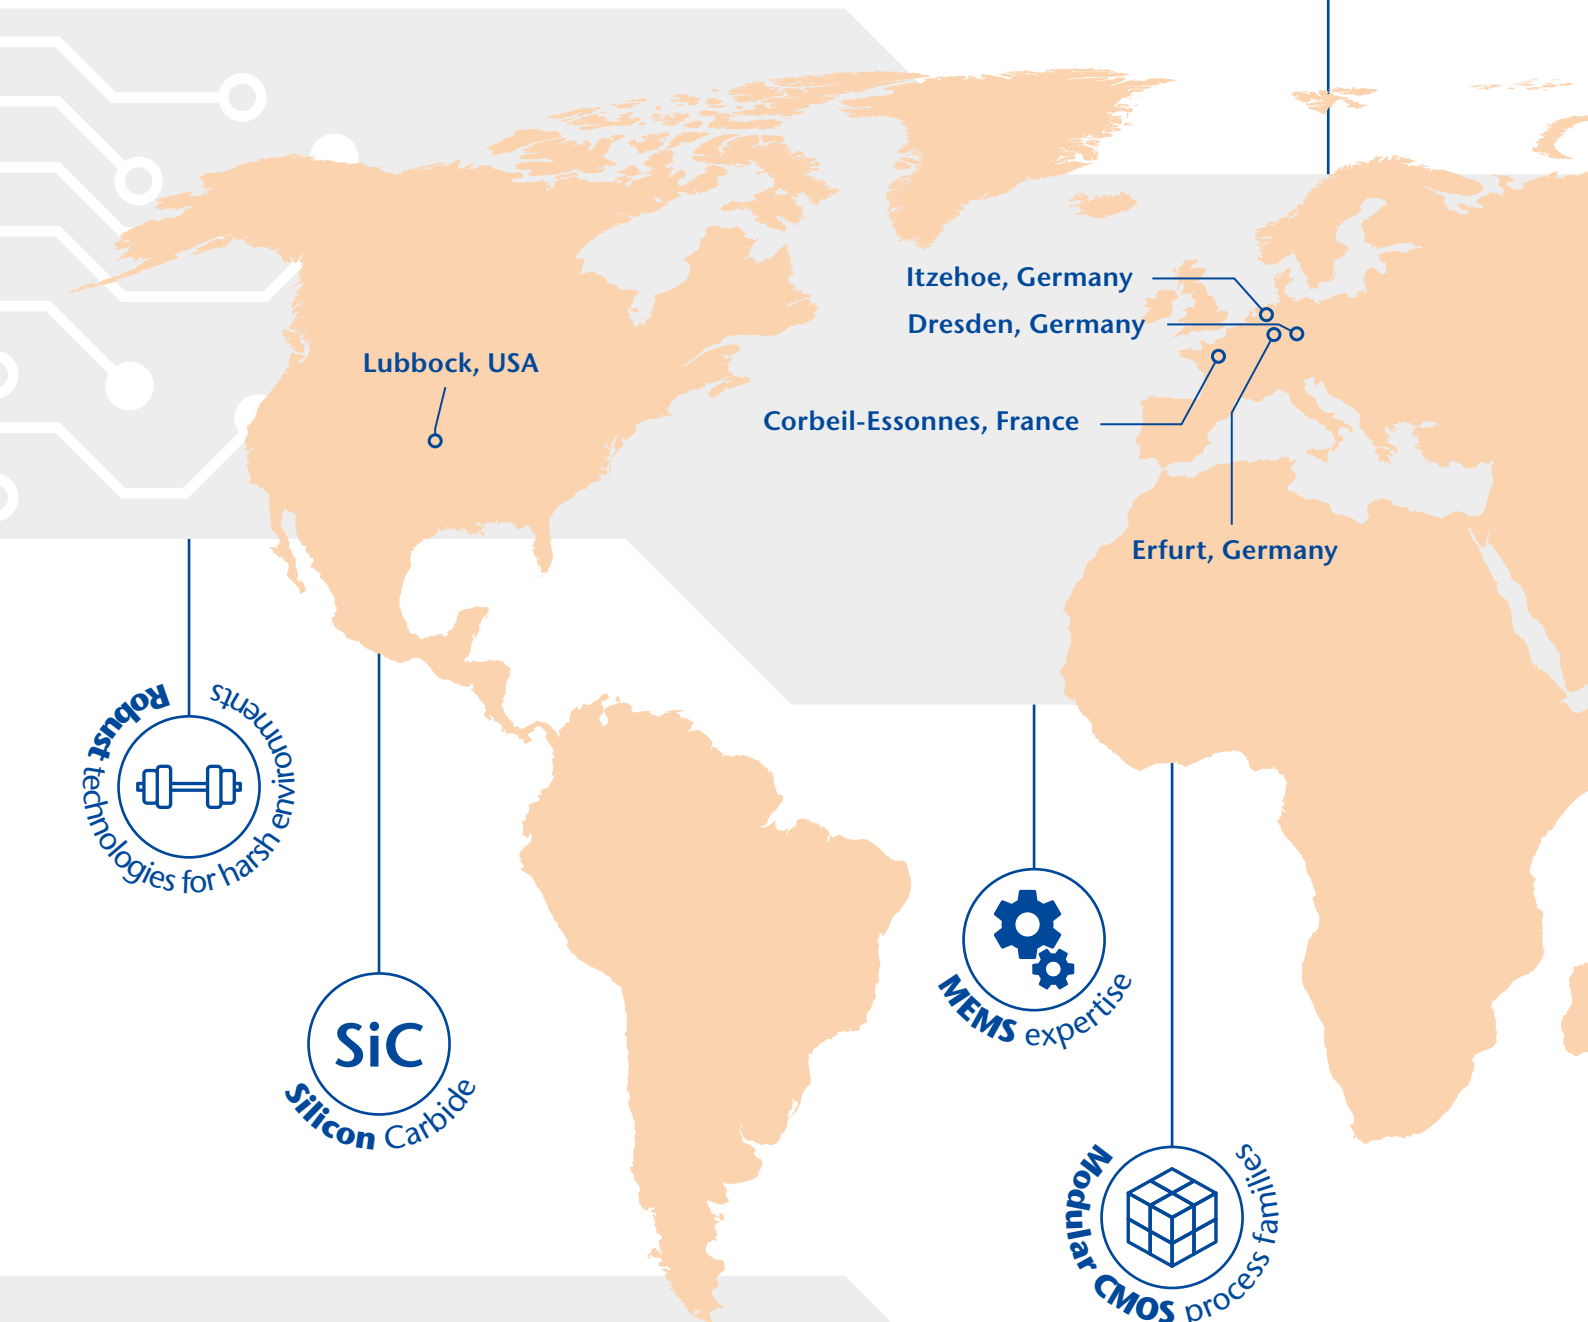 Itzehoe, Germany
Dresden, Germany
Lubbock, USA
Corbeil-Essonnes, France
Erfurt, Germany
Robust technologies for harsh environments
SiC
Silicon Carbide
MEMS expertise
Modular CMOS process families